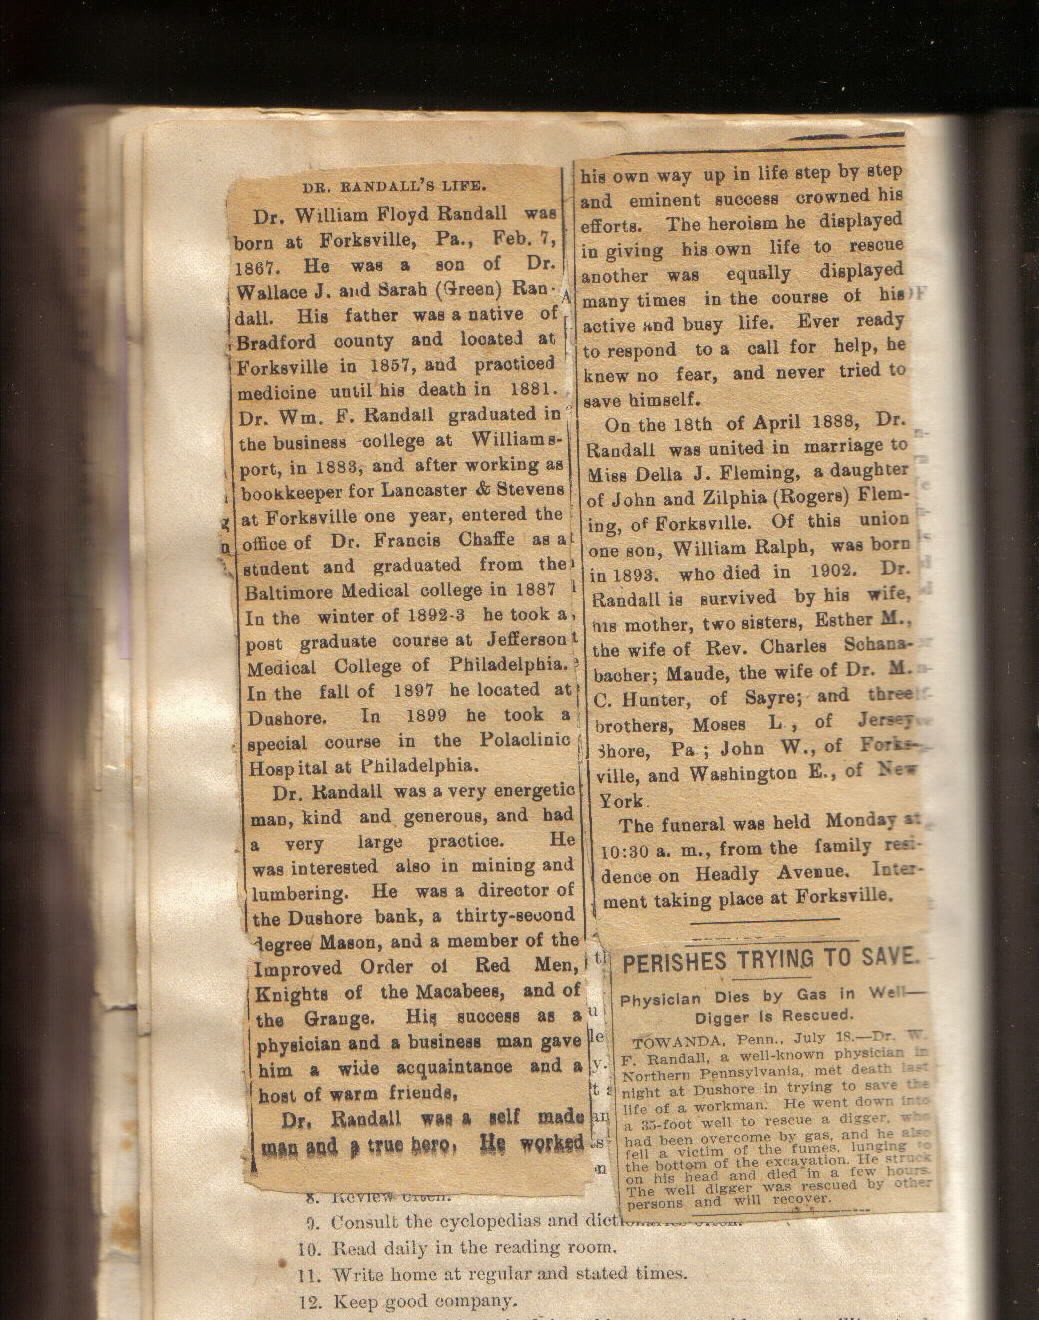 DR. RANDALL'S LIFE.
Dr. William Floyd Randall was
born at Forksville, Pa., Feb. 7,
1867. He was a son of Dr.
Wallace J. and Sarah (Green) Ran-
dall. His father was a native of
Bradford county and located at
Forksville in 1857, and practiced
medicine until his death in 1881.
Dr. Wm. F. Randall graduated in
the business college at Williams-
port, in 1883, and after working as
bookkeeper for Lancaster & Stevens
at Forksville one year, entered the
office of Dr. Francis Chaffe as a
student and graduated from the
Baltimore Medical college in 1887
In the winter of 1892-3 he took a
post graduate course at Jefferson
Medical College of Philadelphia.
In the fall of 1897 he located at
Dushore. In 1899 he took a
special course in the Polaclinic
Hospital at Philadelphia.
Dr. Randall was a very energetic
man, kind and generous, and had
a very large practice. He
was interested also in mining and
lumbering. He was a director of
the Dushore bank, a thirty-second
degree Mason, and a member of the
Improved Order of Red Men,
Knights of the Macabees, and of
the Grange. His success as a
physician and a business man gave
him a wide acquaintance and a
host of warm friends,
Dr. Randall was a self made
man and a true hero. He worked
his own way up in life step by step
and eminent success crowned his
efforts. The heroism he displayed
in giving his own life to rescue
another was equally displayed
many times in the course of his
active and busy life. Ever ready
to respond to a call for help, he
knew no fear, and never tried to
save himself.
On the 18th of April 1888, Dr.
Randall was united in marriage to
Miss Della J. Fleming, a daughter
of John and Zilphia (Rogers) Flem-
ing, of Forksville. Of this union
one son, William Ralph, was born
in 1893. who died in 1902. Dr.
Randall is survived by his wife,
his mother, two sisters, Esther M.,
the wife of Rev. Charles Schana-
bacher; Maude, the wife of Dr. M.
C. Hunter, of Sayre; and three
brothers, Moses L , of Jersey
Shore, Pa ; John W., of Forks-
ville, and Washington E., of New
York.
The funeral was held Monday at
10:30 a. m., from the family resi-
dence on Headly Avenue. Inter-
ment taking place at Forksville.
PERISHES TRYING TO SAVE.
Physician Dies by Gas in Well—
Digger Is Rescued.
TOWANDA, Penn., July 18.—Dr. W.
F. Randall, a well-known physician in
Northern Pennsylvania, met death last
night at Dushore in trying to save the
life of a workman. He went down into
a 35-foot well to rescue a digger, who
had been overcome by gas, and he also
fell a victim of the fumes, lunging to
the bottom of the excavation. He struck
on his head and died in a few hours.
The well digger was rescued by other
persons and will recover.
8. Review often.
9. Consult the cyclopedias and dictionaries often.
10. Read daily in the reading room.
11. Write home at regular and stated times.
12. Keep good company.